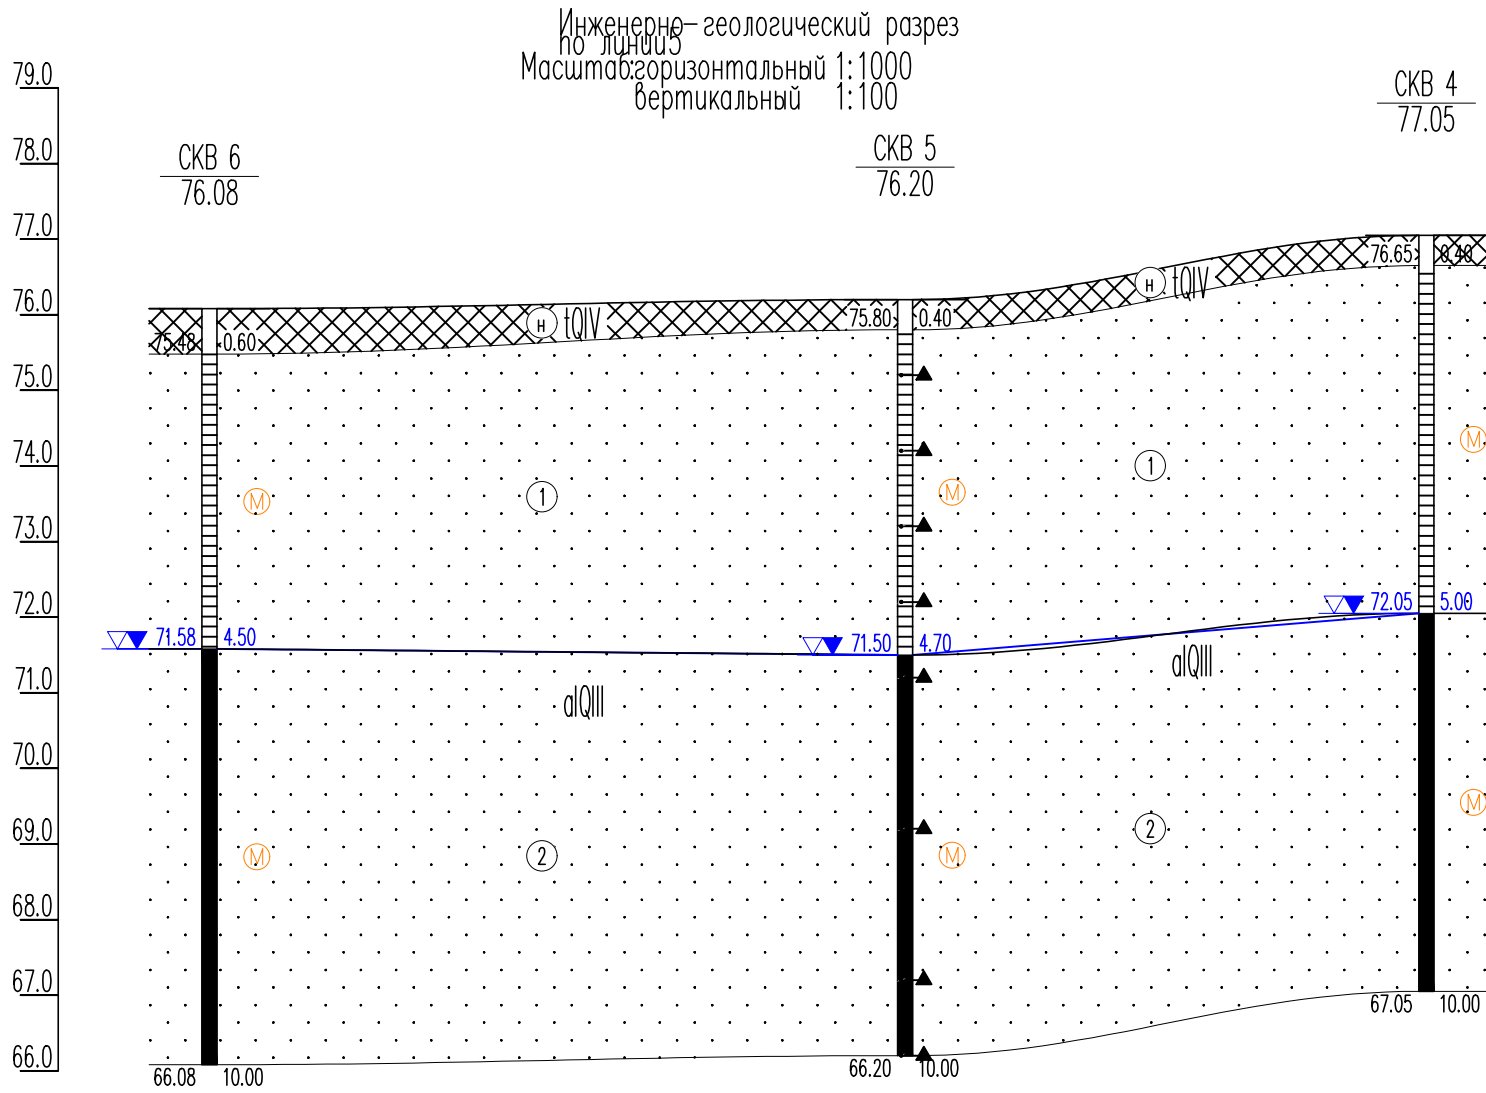 Инженерно-геологический разрез
по линии5
Масштаб:горизонтальный 1:1000
вертикальный 1:100
79.0
78.0
77.0
76.0
75.0
74.0
73.0
72.0
71.0
70.0
69.0
68.0
67.0
66.0
СКВ 6
76.08
СКВ 5
76.20
СКВ 4
77.05
76.65 0.40
н tQIV
75.80 0.40
н tQIV
75.48 0.60
М
1
М
1
М
72.05 5.00
71.58 4.50
71.50 4.70
alQIII
alQIII
М
2
М
2
М
67.05 10.00
66.20 10.00
66.08 10.00